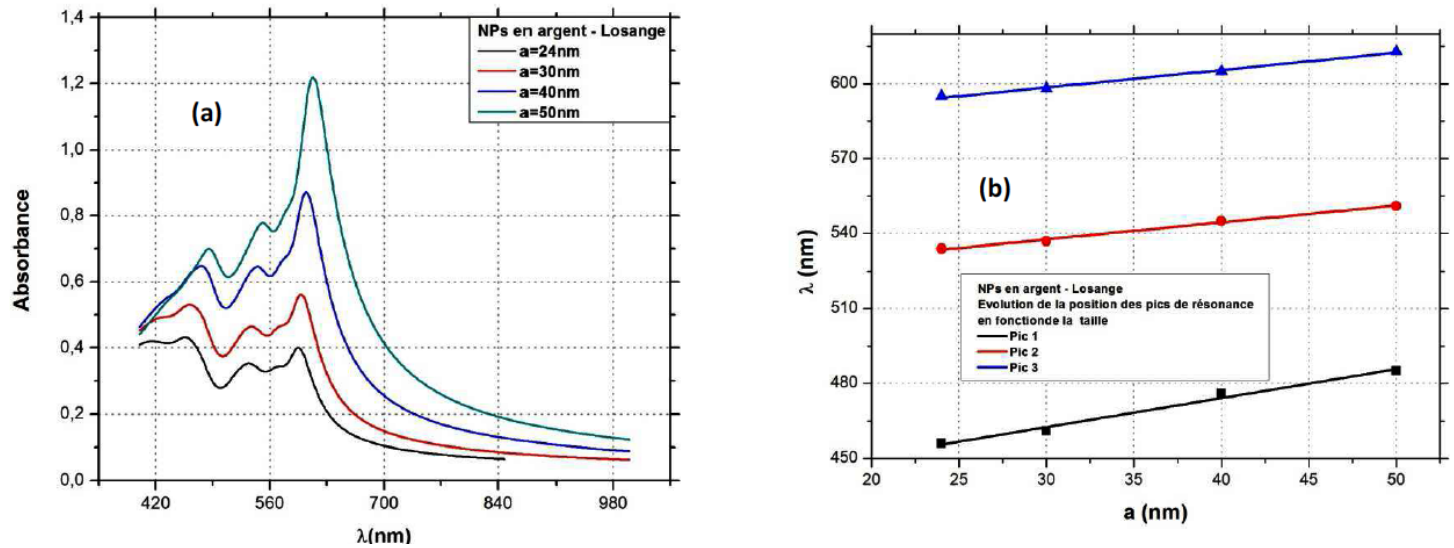 1,4
1,2
1,0
0,8
0,6
0,4
0,2
0,0
Absorbance
(a)
NPs en argent - Losange
a=24nm
a=30nm
a=40nm
a=50nm
420
560
700
840
980
λ(nm)
600
570
540
510
480
450
λ (nm)
(b)
NPs en argent - Losange
Evolution de la position des pics de résonance
en fonctionde la taille
Pic 1
Pic 2
Pic 3
20
25
30
35
40
45
50
a (nm)